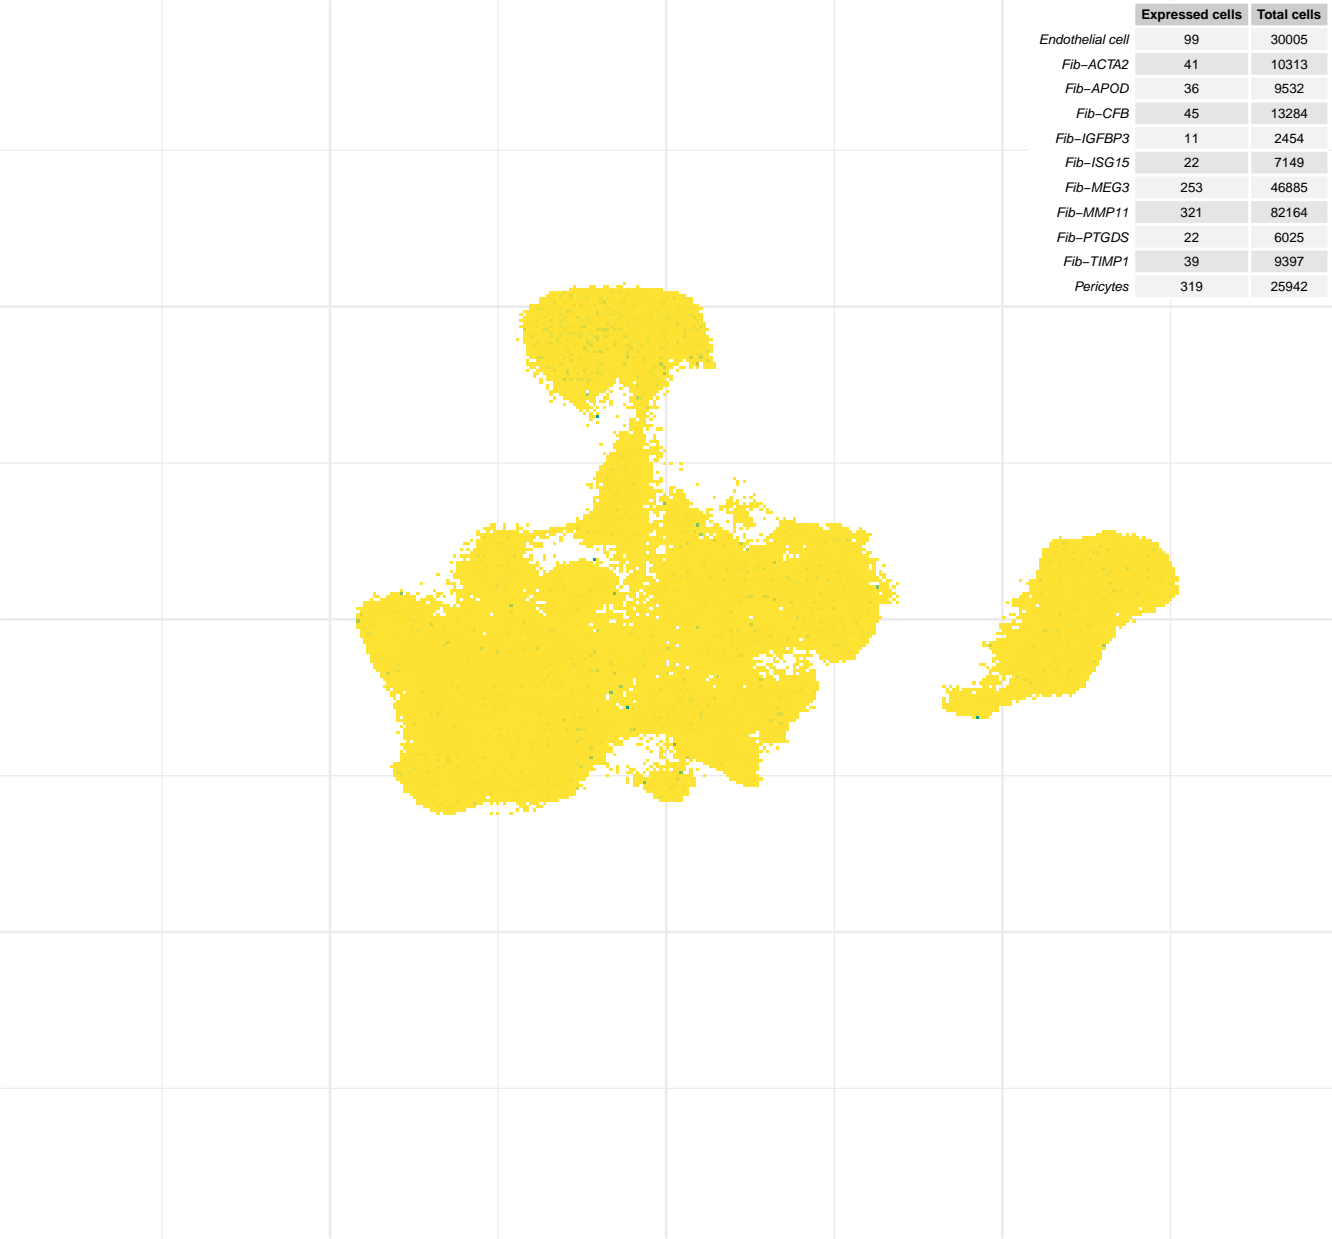 Expressed cells Total cells
Endothelial cell 99 30005
Fib−ACTA2 41 10313
Fib−APOD 36 9532
Fib−CFB 45 13284
Fib−IGFBP3 11 2454
Fib−ISG15 22 7149
Fib−MEG3 253 46885
Fib−MMP11 321 82164
Fib−PTGDS 22 6025
Fib−TIMP1 39 9397
Pericytes 319 25942